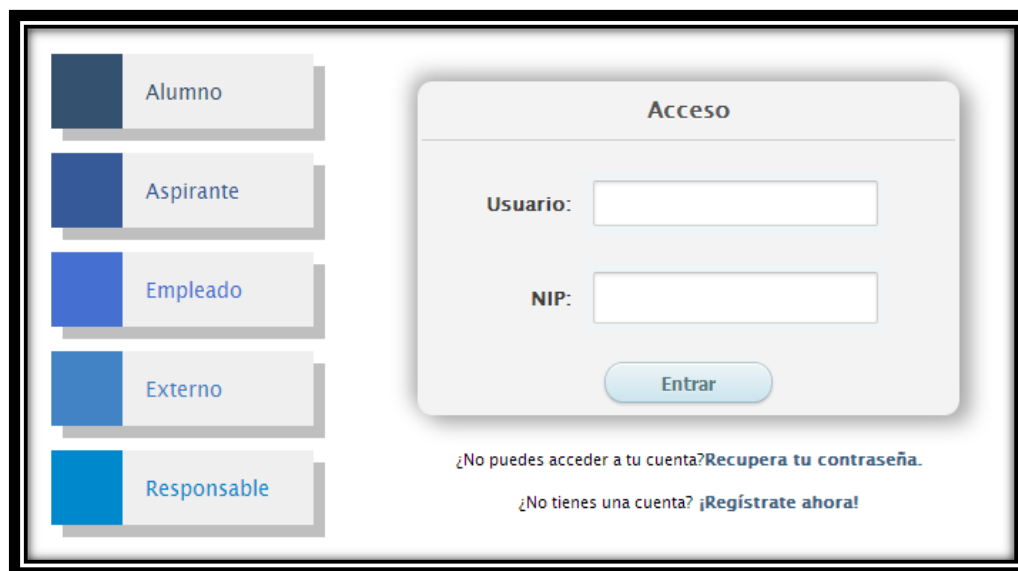 Alumno
Aspirante
Empleado
Externo
Responsable
Acceso
Usuario:
NIP:
Entrar
¿No puedes acceder a tu cuenta?Recupera tu contraseña.
¿No tienes una cuenta? ¡Regístrate ahora!